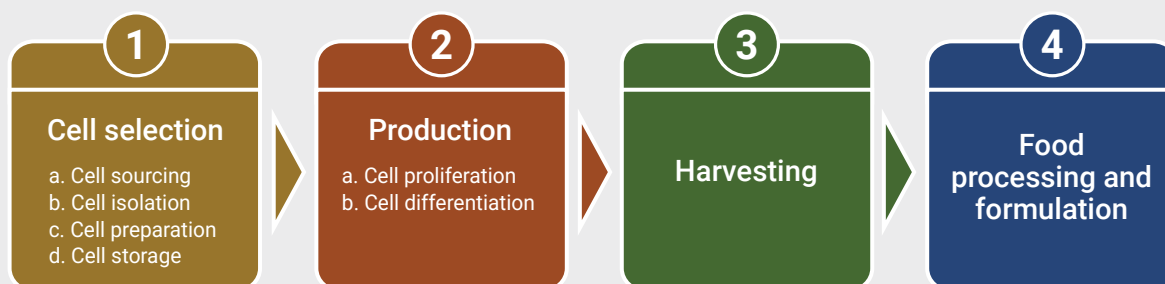 1
Cell selection
a. Cell sourcing
b. Cell isolation
c. Cell preparation
d. Cell storage
2
Production
a. Cell proliferation
b. Cell differentiation
3
Harvesting
4
Food
processing and
formulation